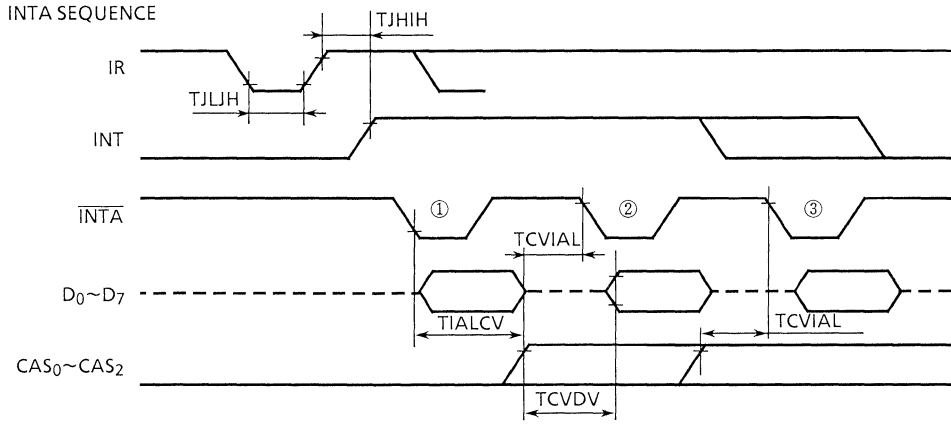 INTA SEQUENCE
TJHIH
IR
TJLJH
INT
INTA
①
②
③
TCVIAL
D0~D7
TIALCV
TCVIAL
CAS0~CAS2
TCVDV